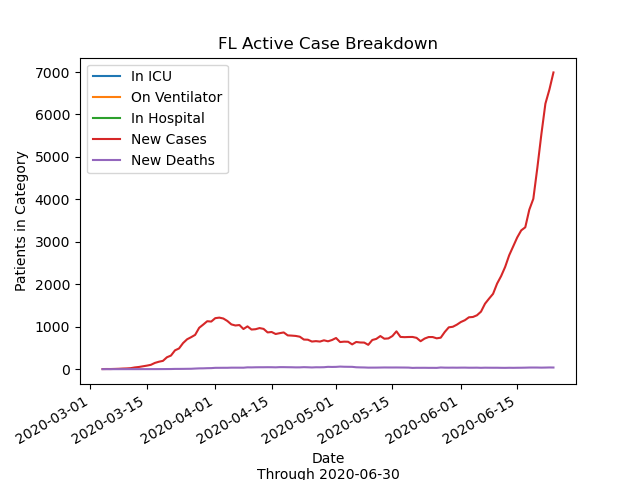 FL Active Case Breakdown
In ICU
On Ventilator
In Hospital
New Cases
New Deaths
Patients in Category
7000
6000
5000
4000
3000
2000
1000
0
2020-03-01
2020-03-15
2020-04-01
2020-04-15
2020-05-01
2020-05-15
2020-06-01
2020-06-15
Date
Through 2020-06-30